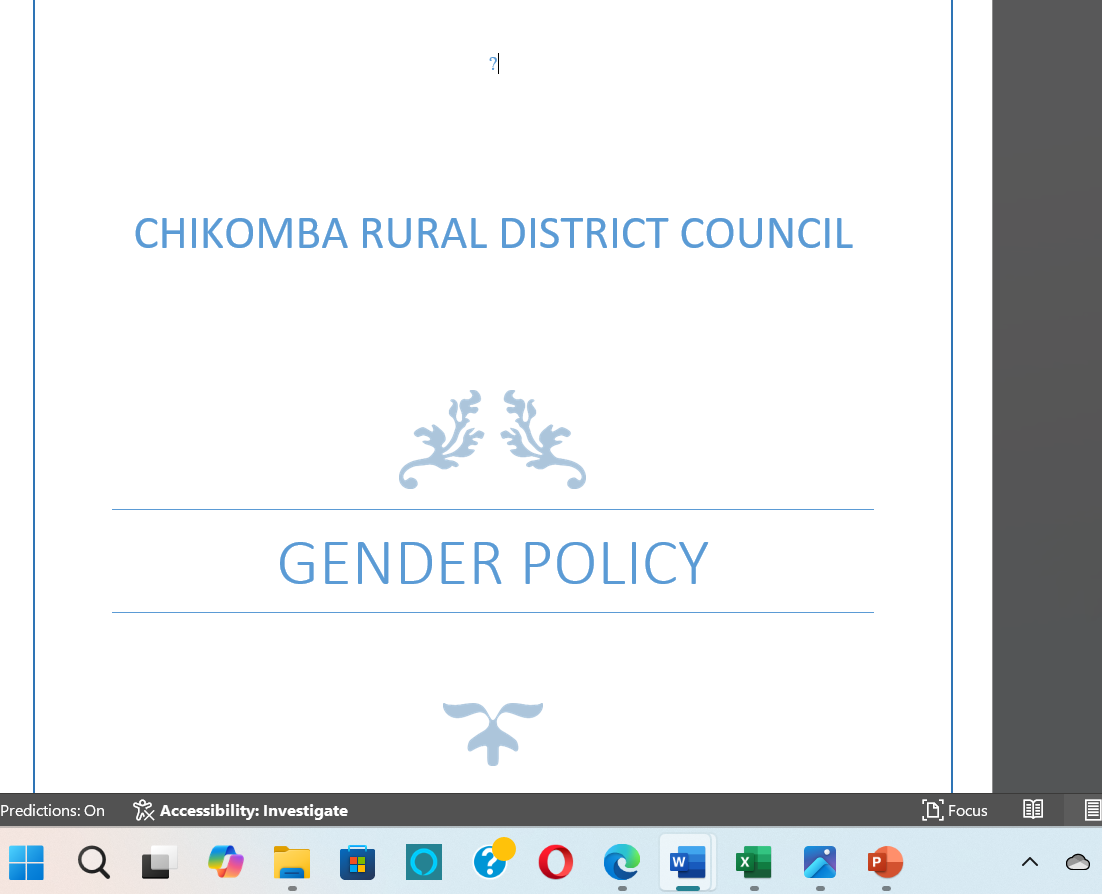 ?
CHIKOMBA RURAL DISTRICT COUNCIL
GENDER POLICY
Predictions: On Accessibility: Investigate Focus